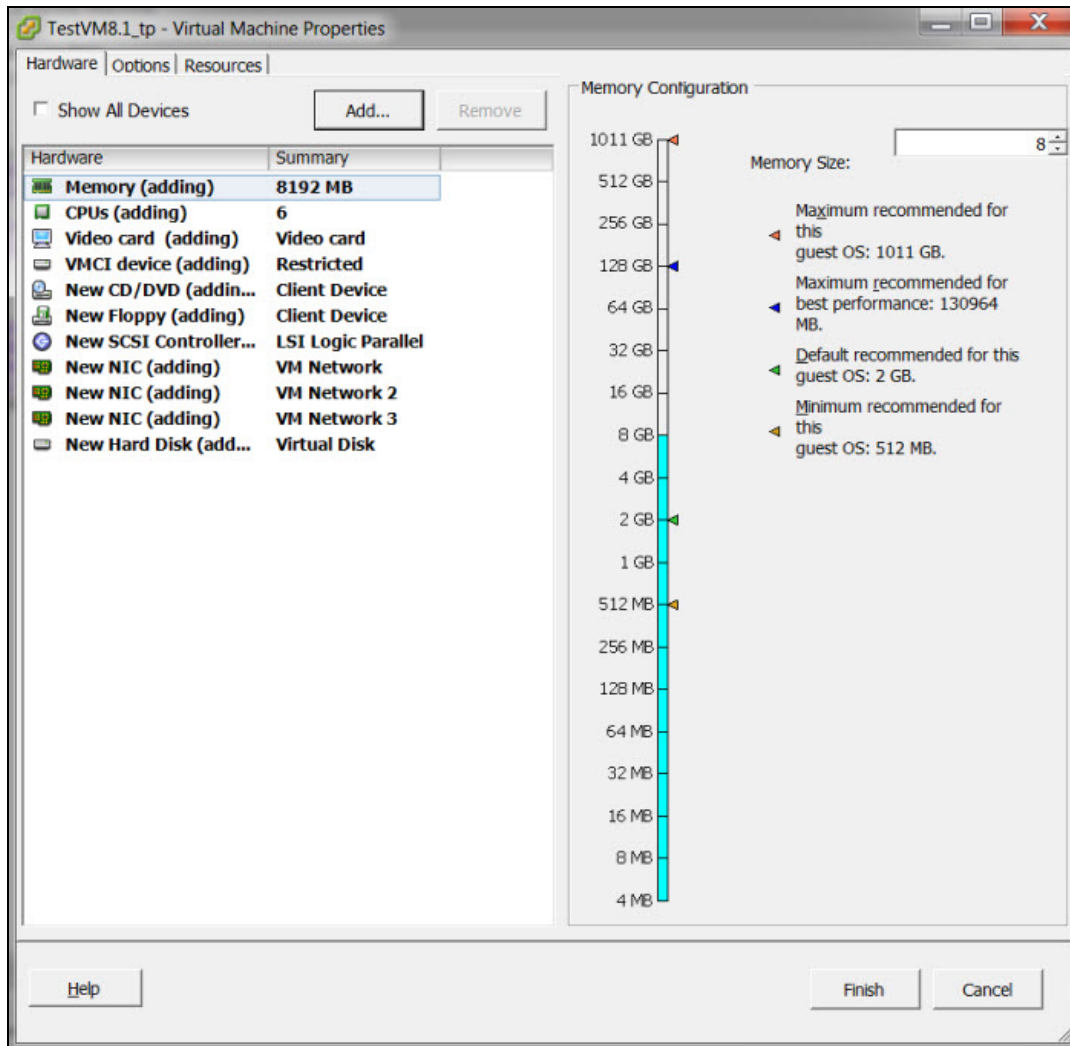 TestVM8.1_tp - Virtual Machine Properties
Hardware Options Resources
Show All Devices Add... Remove
Hardware Summary
Memory (adding) 8192 MB
CPUs (adding) 6
Video card (adding) Video card
VMCI device (adding) Restricted
New CD/DVD (addin... Client Device
New Floppy (adding) Client Device
New SCSI Controller... LSI Logic Parallel
New NIC (adding) VM Network
New NIC (adding) VM Network 2
New NIC (adding) VM Network 3
New Hard Disk (add... Virtual Disk
Memory Configuration
1011 GB
512 GB
256 GB
128 GB
64 GB
32 GB
16 GB
8 GB
4 GB
2 GB
1 GB
512 MB
256 MB
128 MB
64 MB
32 MB
16 MB
8 MB
4 MB
8
Memory Size:
Maximum recommended for
this
guest OS: 1011 GB.
Maximum recommended for
best performance: 130964
MB.
Default recommended for this
guest OS: 2 GB.
Minimum recommended for
this
guest OS: 512 MB.
Help Finish Cancel